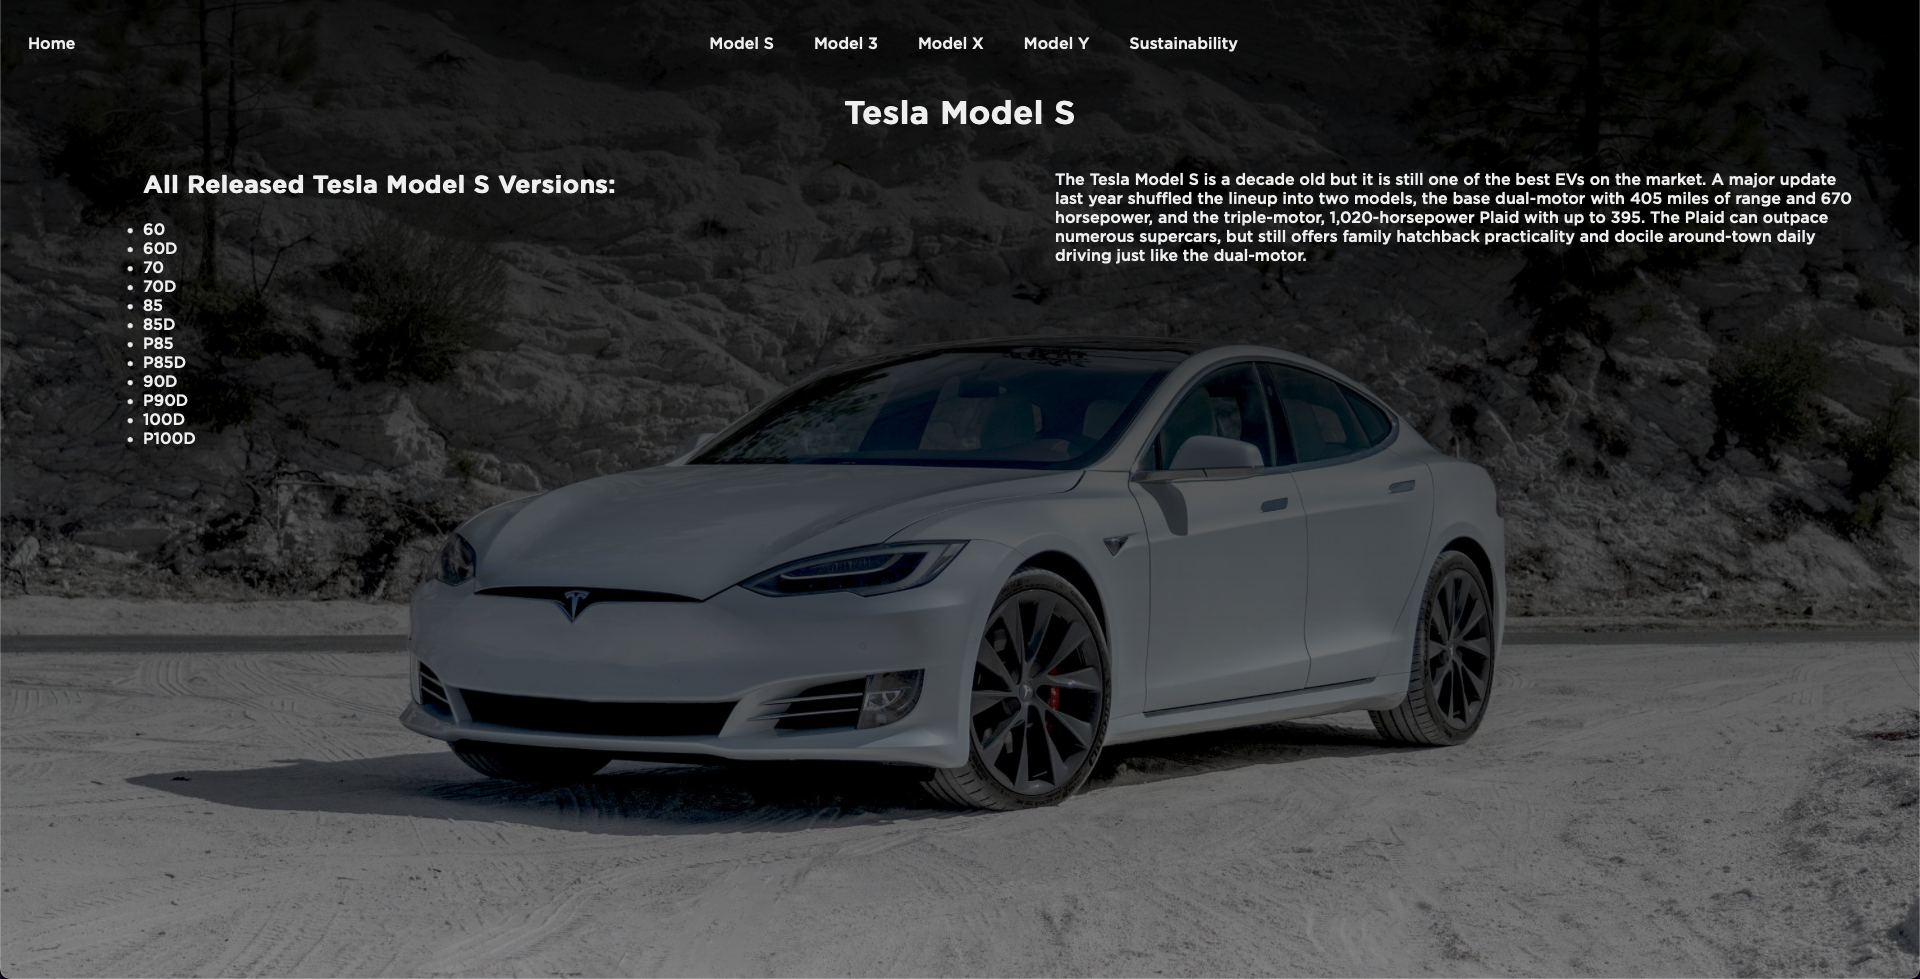 Home
Model S
Model 3
Model X
Model Y
Sustainability
Tesla Model S
All Released Tesla Model S Versions:
60
60D
70
70D
85
85D
P85
P85D
90D
P90D
100D
P100D
The Tesla Model S is a decade old but it is still one of the best EVs on the market. A major update
last year shuffled the lineup into two models, the base dual-motor with 405 miles of range and 670
horsepower, and the triple-motor, 1,020-horsepower Plaid with up to 395. The Plaid can outpace
numerous supercars, but still offers family hatchback practicality and docile around-town daily
driving just like the dual-motor.